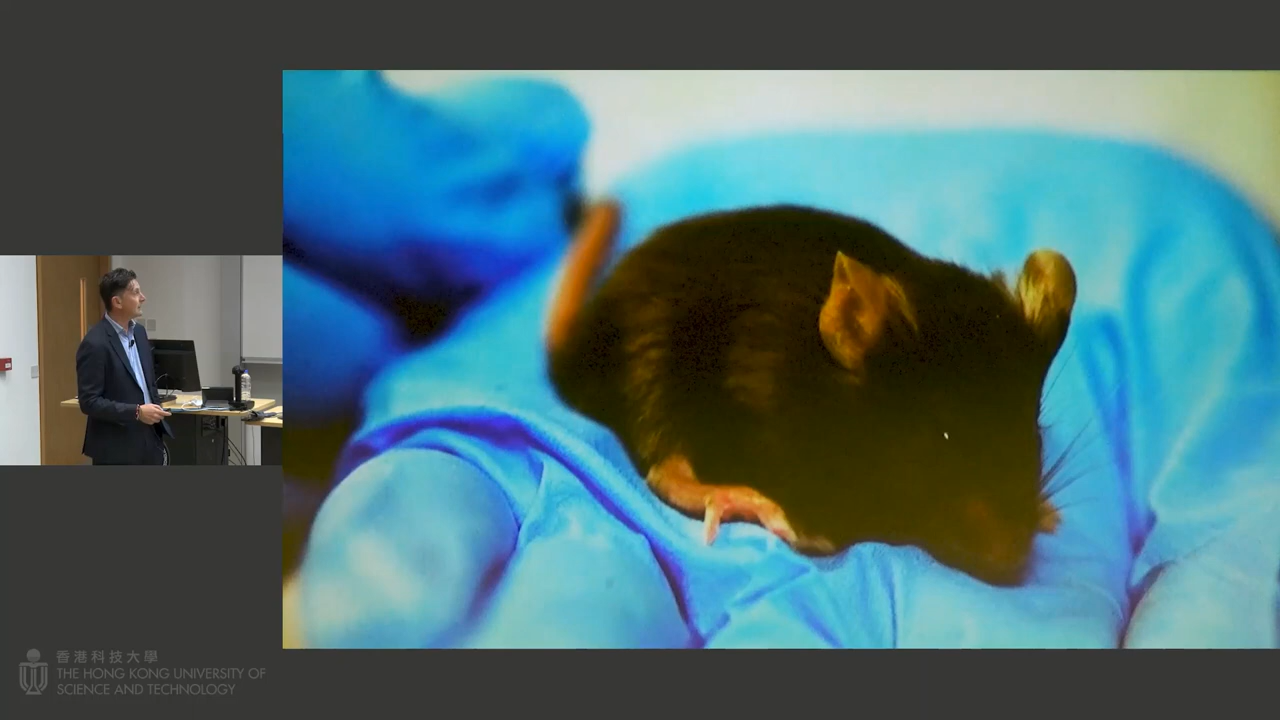 香港科技大學
THE HONG KONG UNIVERSITY OF
SCIENCE AND TECHNOLOGY